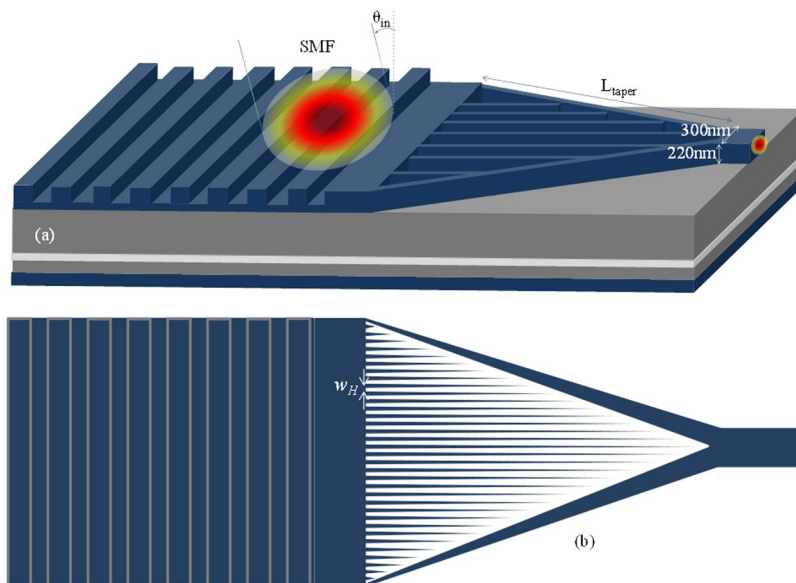 θin
SMF
Ltaper
300nm
220nm
(a)
wH
(b)